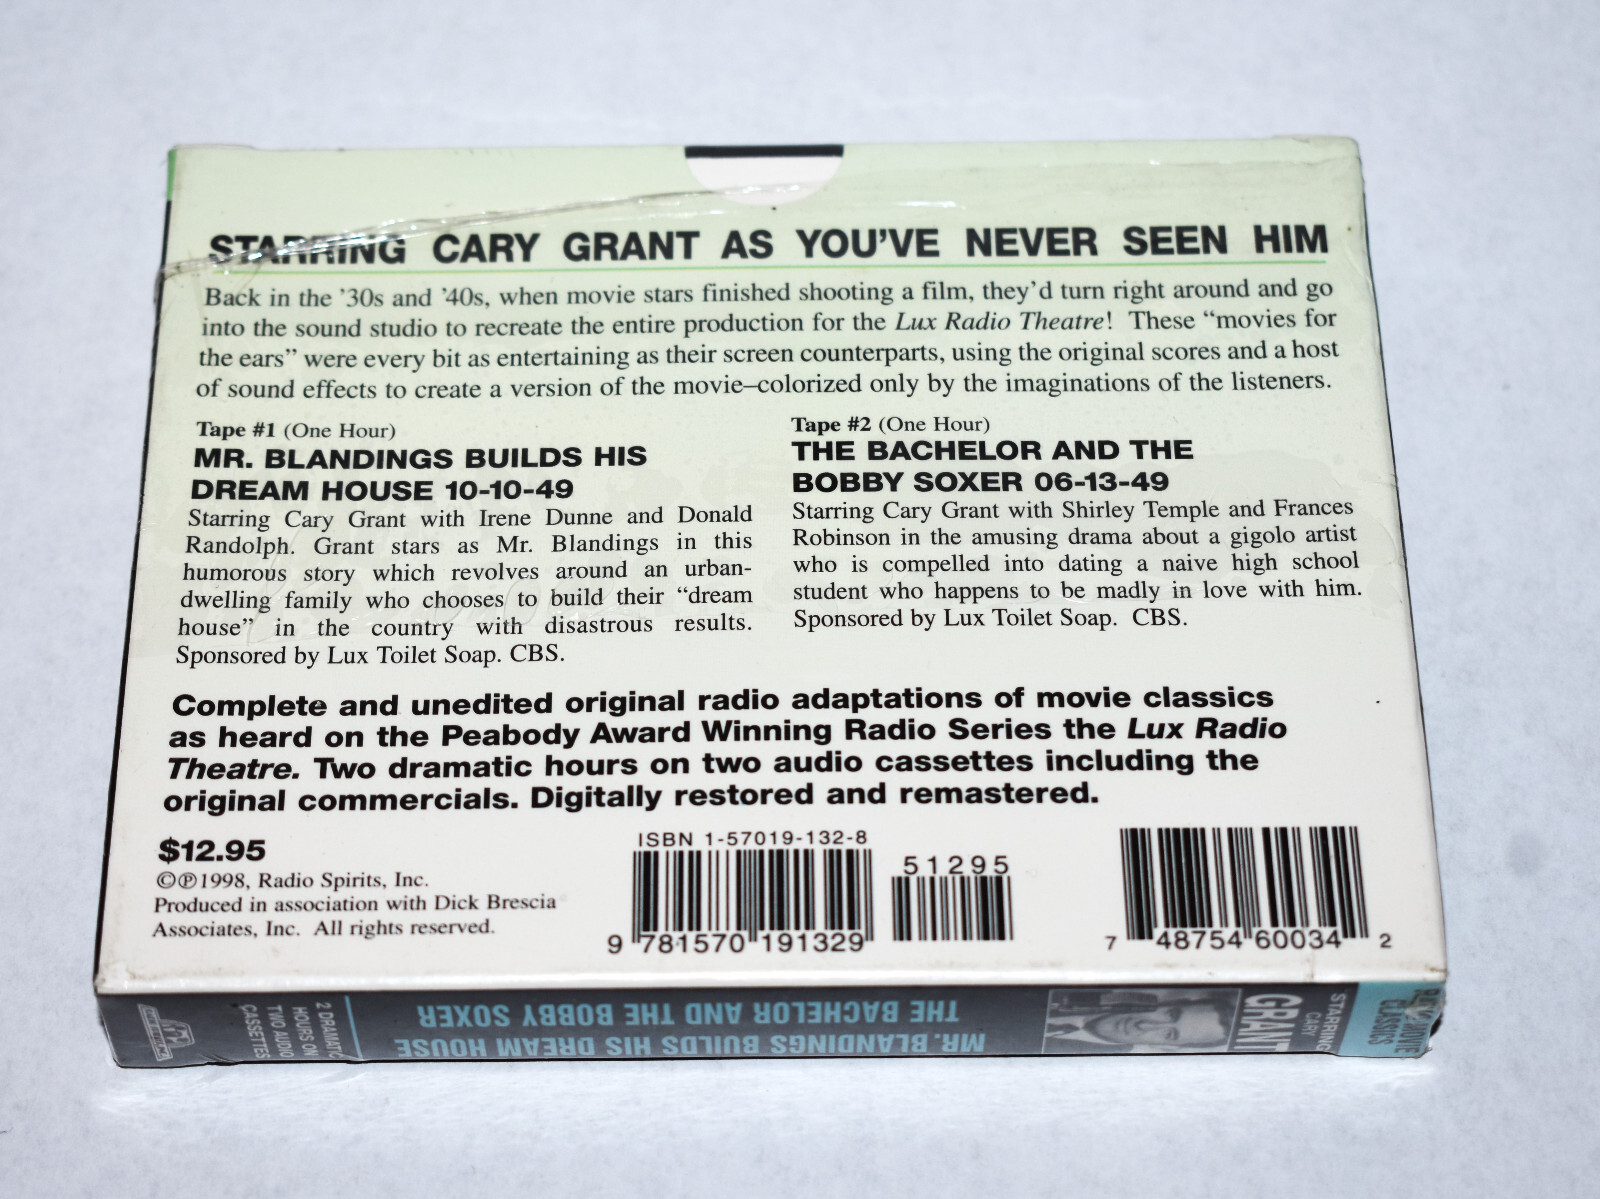 STARRING CARY GRANT AS YOU'VE NEVER SEEN HIM
Back in the '30s and '40s, when movie stars finished shooting a film, they'd turn right around and go
into the sound studio to recreate the entire production for the Lux Radio Theatre! These “movies for
the ears” were every bit as entertaining as their screen counterparts, using the original scores and a host
of sound effects to create a version of the movie–colorized only by the imaginations of the listeners.
Tape #1 (One Hour)
MR. BLANDINGS BUILDS HIS
DREAM HOUSE 10-10-49
Starring Cary Grant with Irene Dunne and Donald
Randolph. Grant stars as Mr. Blandings in this
humorous story which revolves around an urban-
dwelling family who chooses to build their “dream
house” in the country with disastrous results.
Sponsored by Lux Toilet Soap. CBS.
Tape #2 (One Hour)
THE BACHELOR AND THE
BOBBY SOXER 06-13-49
Starring Cary Grant with Shirley Temple and Frances
Robinson in the amusing drama about a gigolo artist
who is compelled into dating a naive high school
student who happens to be madly in love with him.
Sponsored by Lux Toilet Soap. CBS.
Complete and unedited original radio adaptations of movie classics
as heard on the Peabody Award Winning Radio Series the Lux Radio
Theatre. Two dramatic hours on two audio cassettes including the
original commercials. Digitally restored and remastered.
$12.95
©℗1998, Radio Spirits, Inc.
Produced in association with Dick Brescia
Associates, Inc. All rights reserved.
ISBN 1-57019-132-8
9 781570 191329
51295
7 48754 60034 2
STARRING
CARY
GRANT
MR. BLANDINGS BUILDS HIS DREAM HOUSE
THE BACHELOR AND THE BOBBY SOXER
2 DRAMATIC
HOURS ON
TWO AUDIO
CASSETTES
MOVIE
CLASSICS